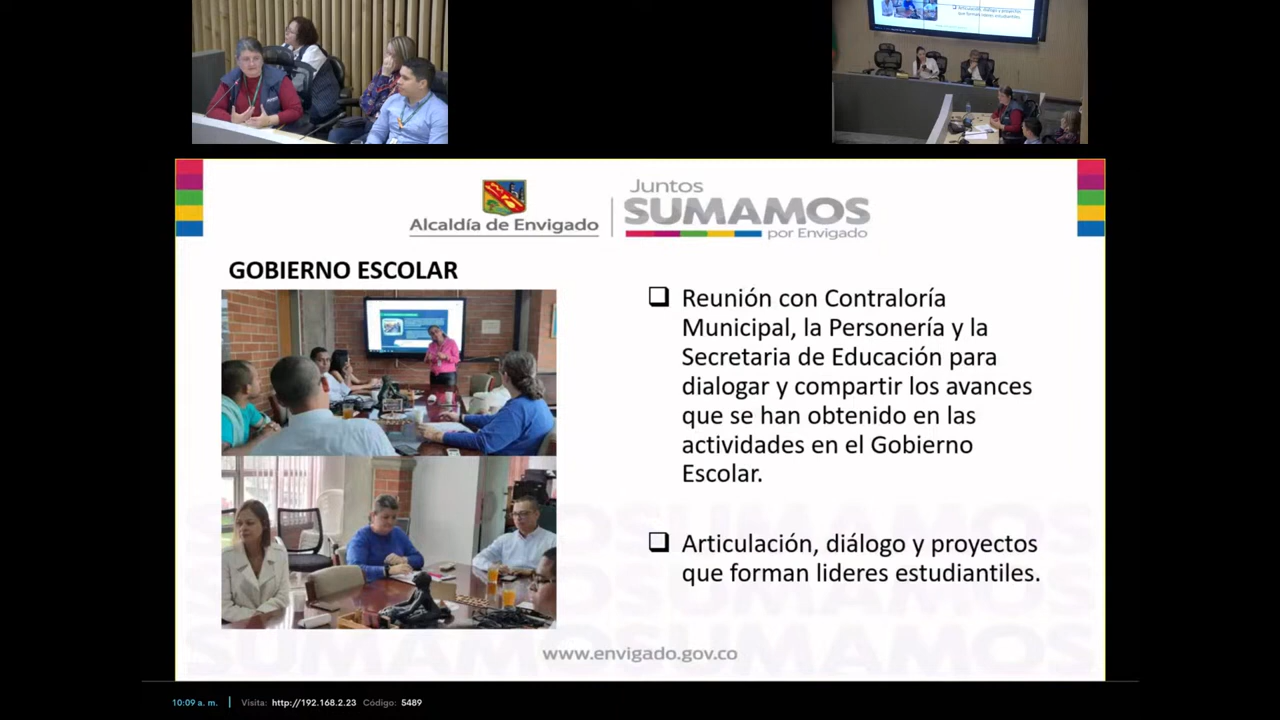 Juntos
Alcaldía de Envigado
SUMAMOS
por Envigado
GOBIERNO ESCOLAR
❑ Reunión con Contraloría
Municipal, la Personería y la
Secretaria de Educación para
dialogar y compartir los avances
que se han obtenido en las
actividades en el Gobierno
Escolar.
❑ Articulación, diálogo y proyectos
que forman lideres estudiantiles.
www.envigado.gov.co
10:09 a. m. | Visita: http://192.168.2.23 Código: 5489